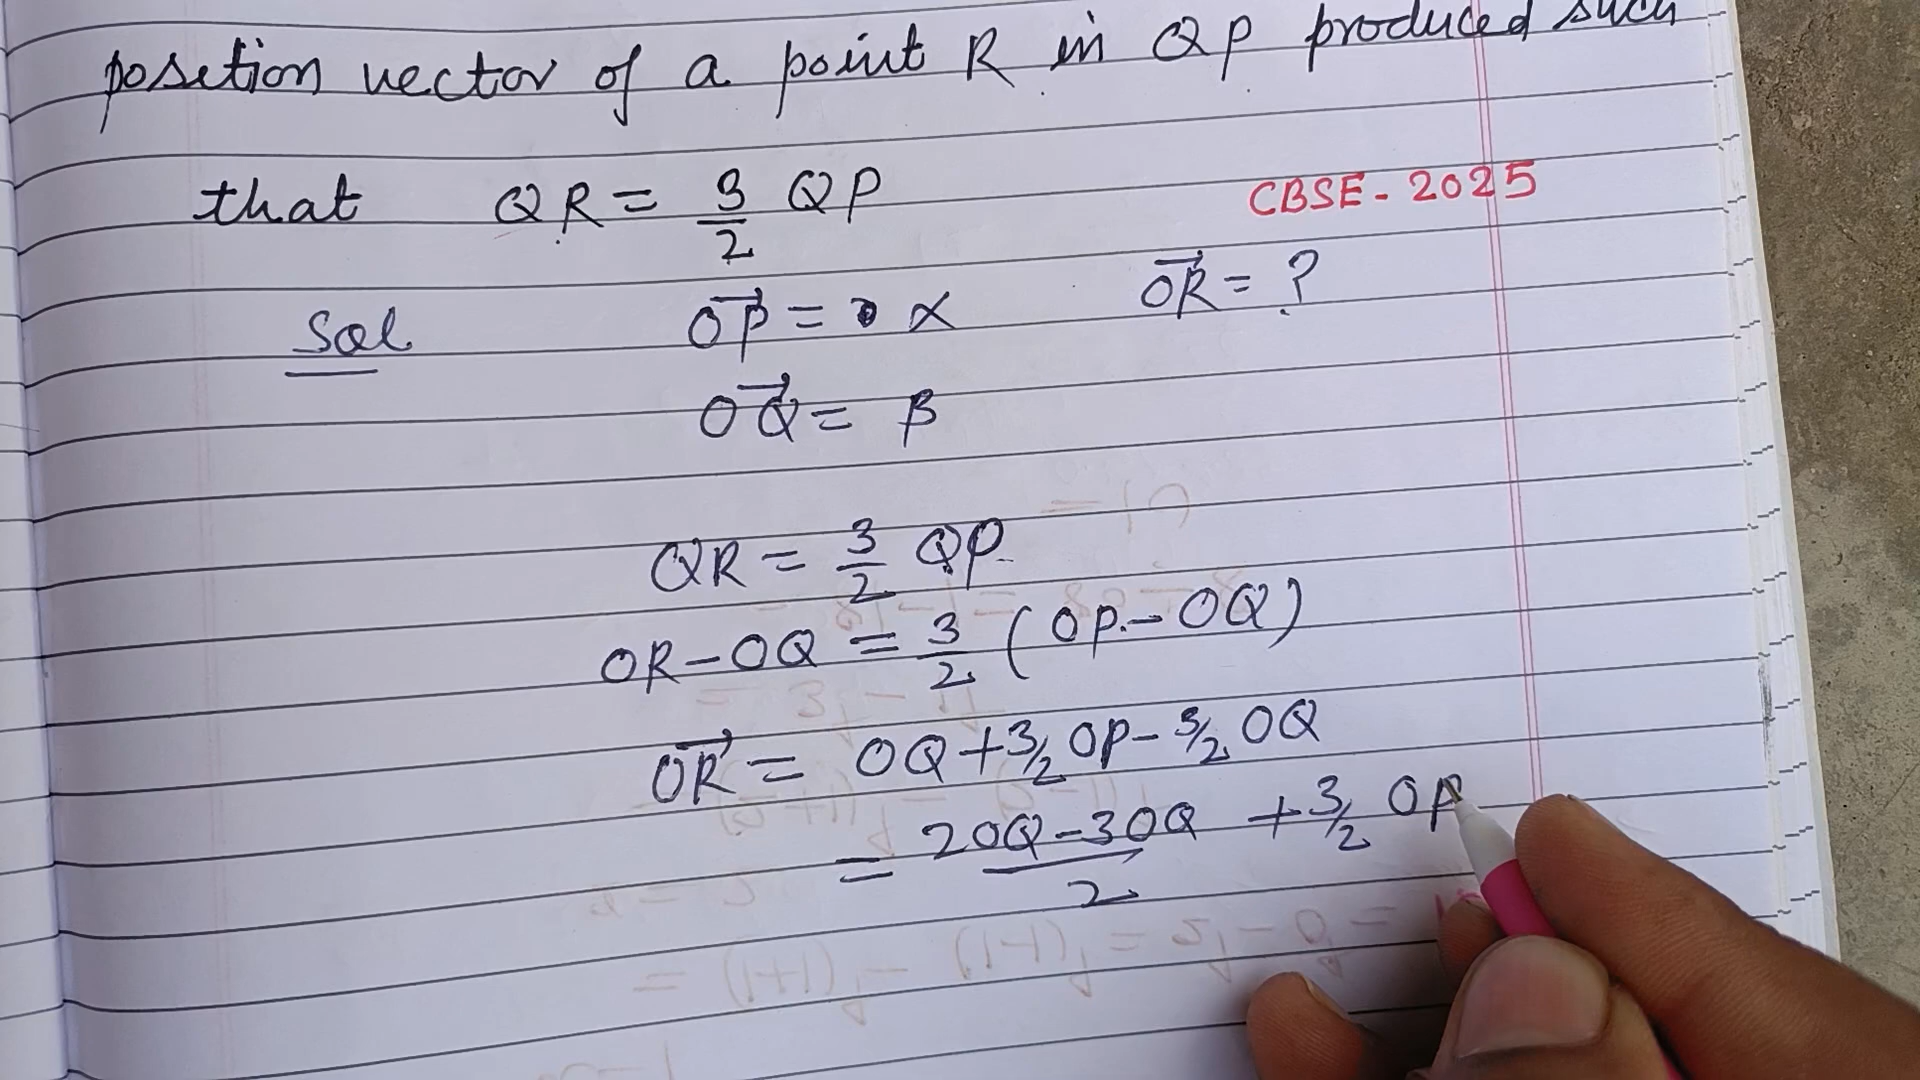 posetion vector of a point R in QP produced such
that QR = 3/2 QP
CBSE - 2025
Sol OP⃗ = α OR⃗ = ?
OQ⃗ = β
QR = 3/2 QP
OR - OQ = 3/2 (OP - OQ)
OR⃗ = OQ + 3/2 OP - 3/2 OQ
= 2OQ - 3OQ / 2 + 3/2 OP